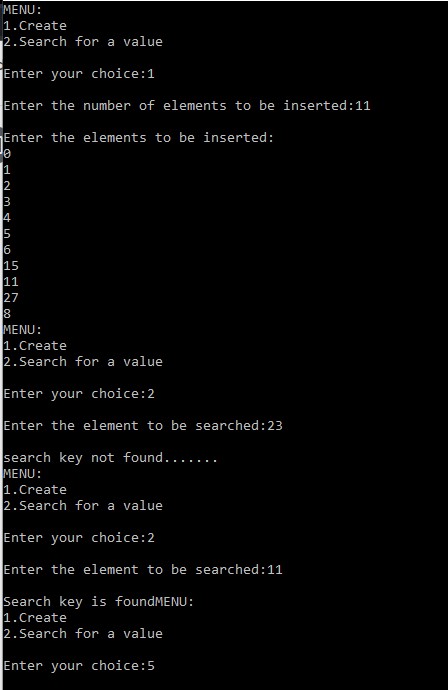 MENU:
1.Create
2.Search for a value
Enter your choice:1
Enter the number of elements to be inserted:11
Enter the elements to be inserted:
0
1
2
3
4
5
6
15
11
27
8
MENU:
1.Create
2.Search for a value
Enter your choice:2
Enter the element to be searched:23
search key not found.......
MENU:
1.Create
2.Search for a value
Enter your choice:2
Enter the element to be searched:11
Search key is foundMENU:
1.Create
2.Search for a value
Enter your choice:5